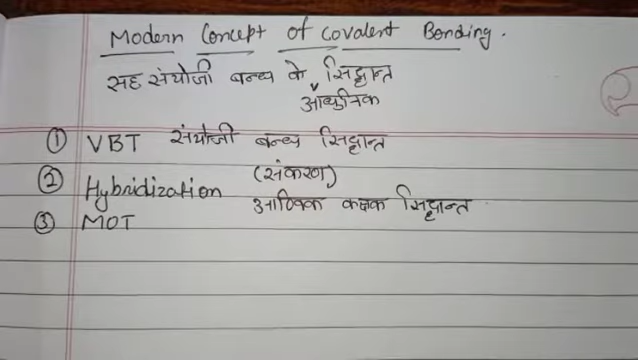 Modern Concept of Covalent Bonding.
सह संयोजी बन्ध के सिद्धान्त
आधुनिक
① VBT संयोजी बन्ध सिद्धान्त
② Hybridization (संकरण)
③ MOT आण्विक कक्षक सिद्धान्त